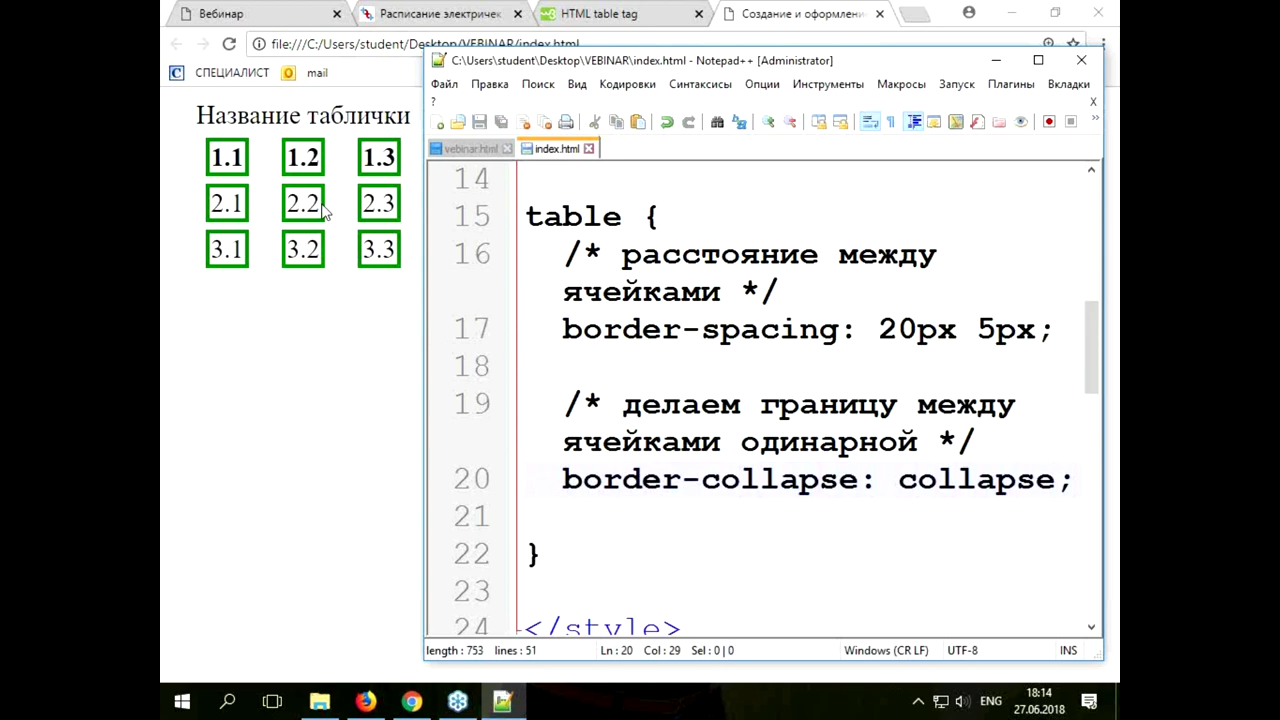 Вебинар
Расписание электричек
HTML table tag
Создание и оформлени
file:///C:/Users/student/Desktop/VEBINAR/index.html
СПЕЦИАЛИСТ
mail
Название таблички
1.1 1.2 1.3
2.1 2.2 2.3
3.1 3.2 3.3
C:\Users\student\Desktop\VEBINAR\index.html - Notepad++ [Administrator]
Файл Правка Поиск Вид Кодировки Синтаксисы Опции Инструменты Макросы Запуск Плагины Вкладки
? X
vebinar.html index.html
14
15 table {
16 /* расстояние между
ячейками */
17 border-spacing: 20px 5px;
18
19 /* делаем границу между
ячейками одинарной */
20 border-collapse: collapse;
21
22 }
23
24 </style>
length : 753 lines : 51 Ln : 20 Col : 29 Sel : 0 | 0 Windows (CR LF) UTF-8 INS
ENG
18:14
27.06.2018